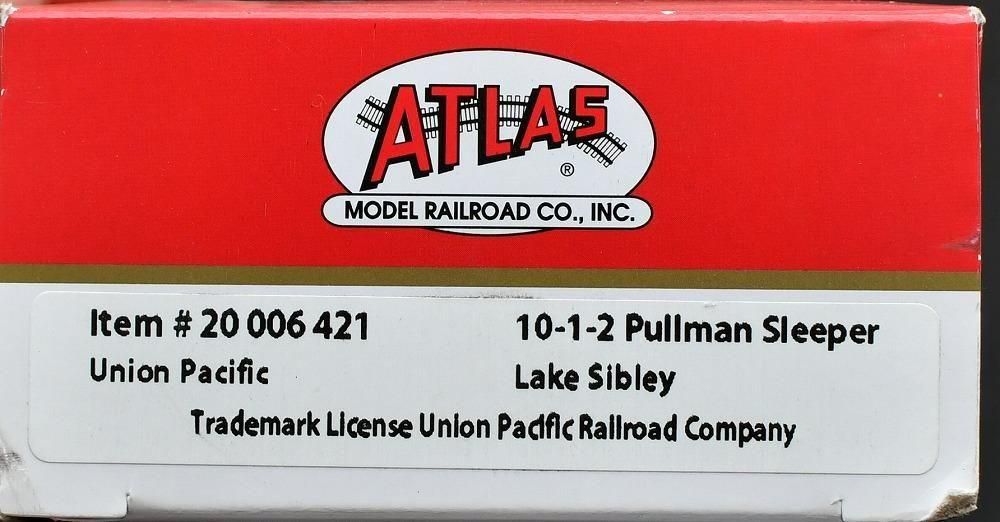 ATLAS
®
MODEL RAILROAD CO., INC.
Item # 20 006 421
10-1-2 Pullman Sleeper
Union Pacific
Lake Sibley
Trademark License Union Pacific Railroad Company